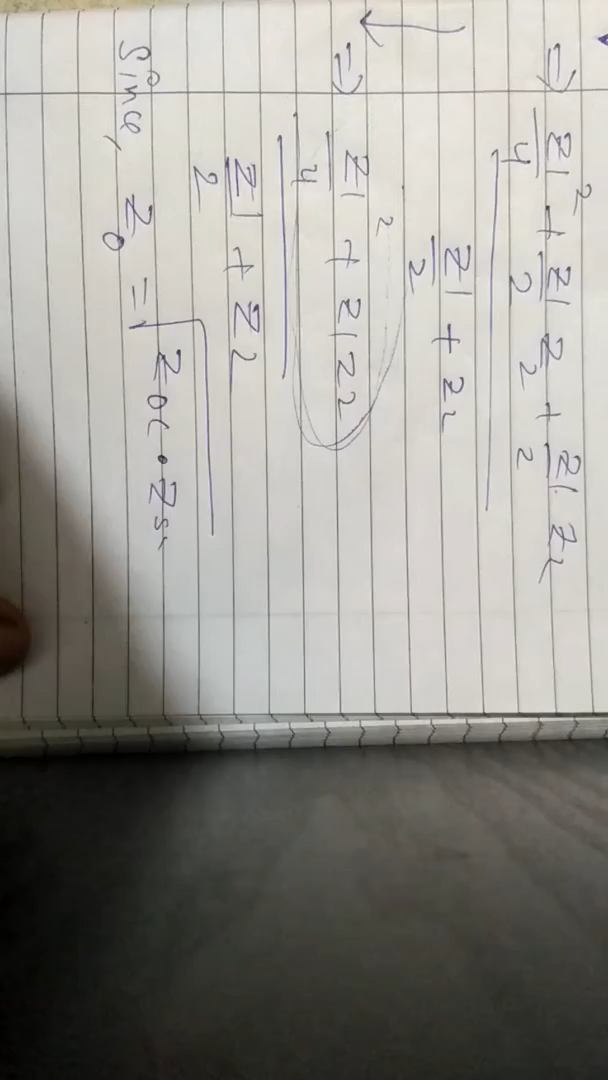 ⇒ Z1²/4 + Z1/2 Z2 + Z1/2 · Z2
Z1/2 + Z2
⇒ Z1²/4 + Z1Z2
Z1/2 + Z2
Since, Z0 = √Zoc • Zsc